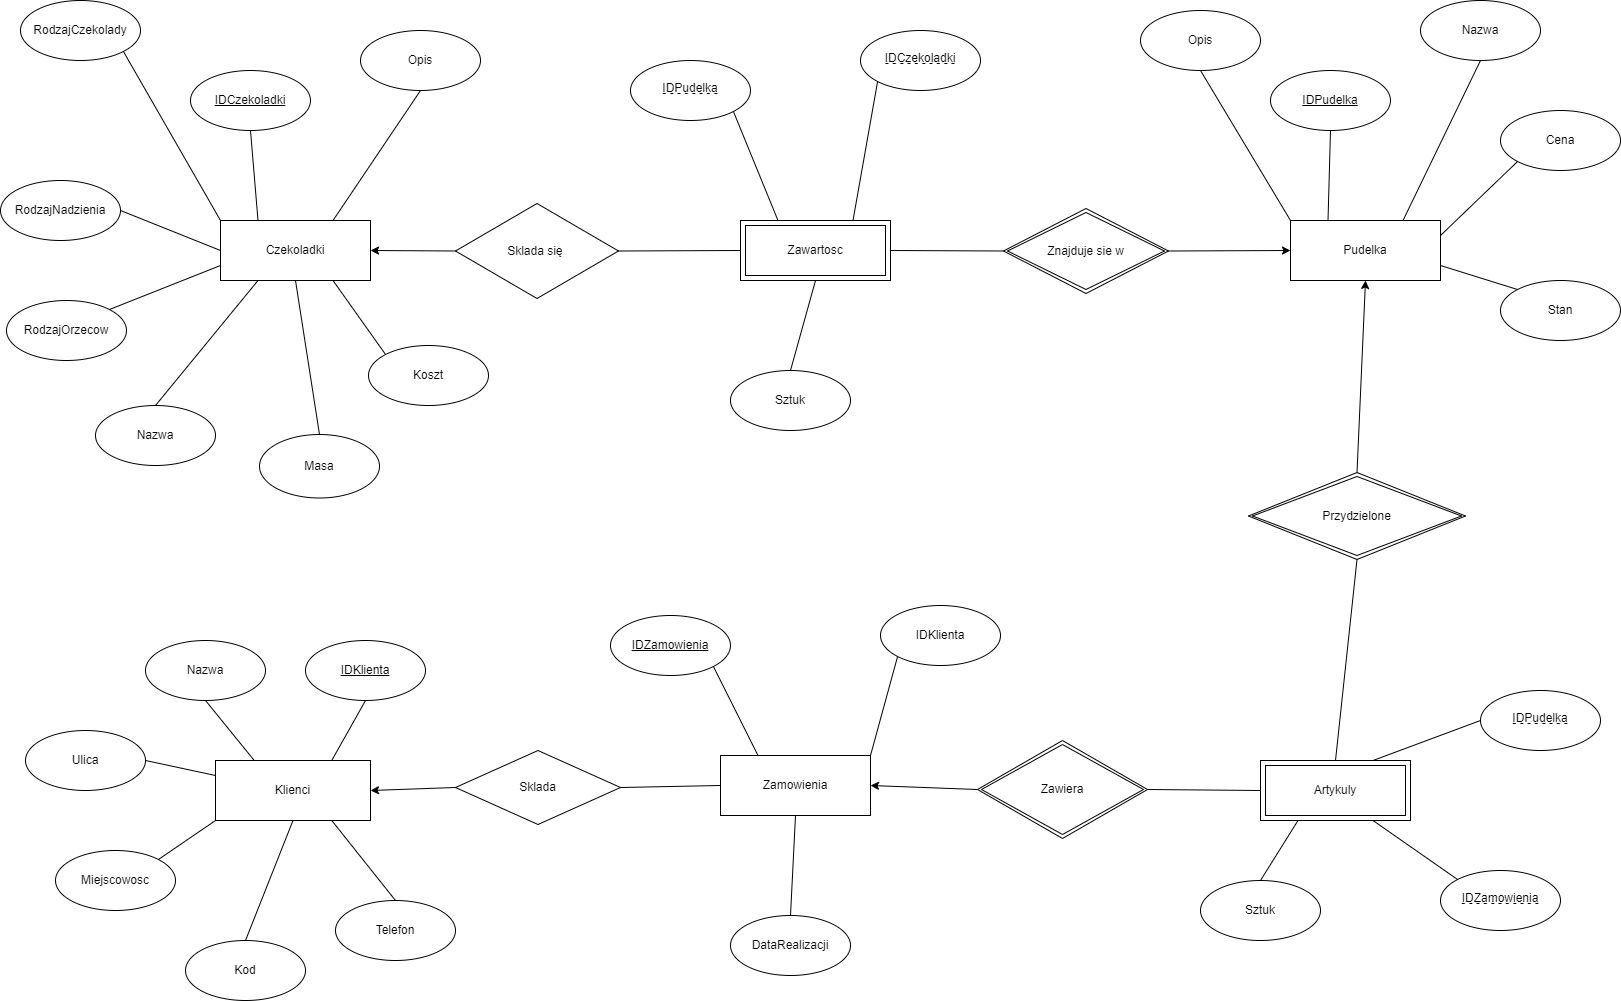 RodzajCzekolady
IDCzekoladki
Opis
RodzajNadzienia
RodzajOrzecow
Nazwa
Masa
Koszt
Czekoladki
Sklada się
IDPudelka
IDCzekoladki
Zawartosc
Sztuk
Znajduje sie w
Opis
IDPudelka
Nazwa
Cena
Stan
Pudelka
Przydzielone
Nazwa
IDKlienta
Ulica
Klienci
Miejscowosc
Kod
Telefon
Sklada
IDZamowienia
IDKlienta
Zamowienia
DataRealizacji
Zawiera
IDPudelka
Artykuly
Sztuk
IDZamowienia